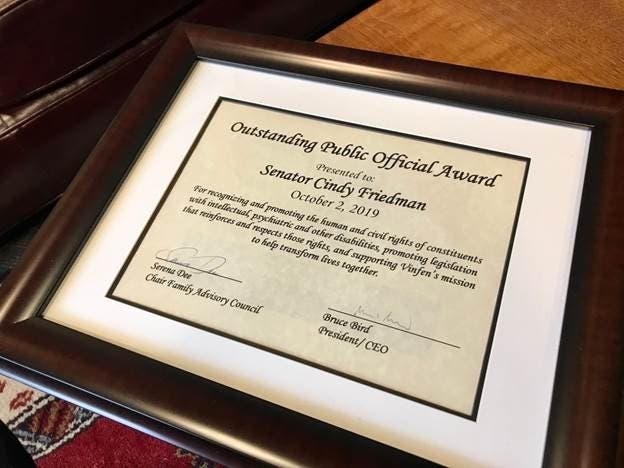 Outstanding Public Official Award
Presented to:
Senator Cindy Friedman
October 2, 2019
For recognizing and promoting the human and civil rights of constituents
with intellectual, psychiatric and other disabilities, promoting legislation
that reinforces and respects those rights, and supporting Vinfen's mission
to help transform lives together.
Serena Dee
Chair Family Advisory Council
Bruce Bird
President/ CEO